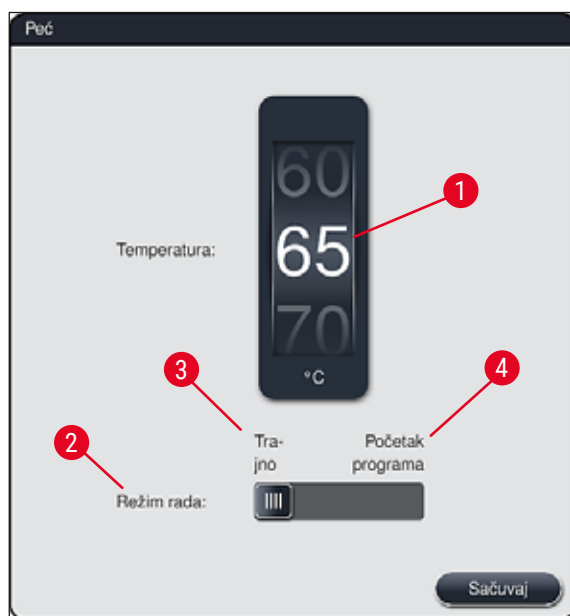 Peć
60
1
Temperatura:
65
70
°C
3
4
2
Tra-
jno
Početak
programa
Režim rada:
Sačuvaj